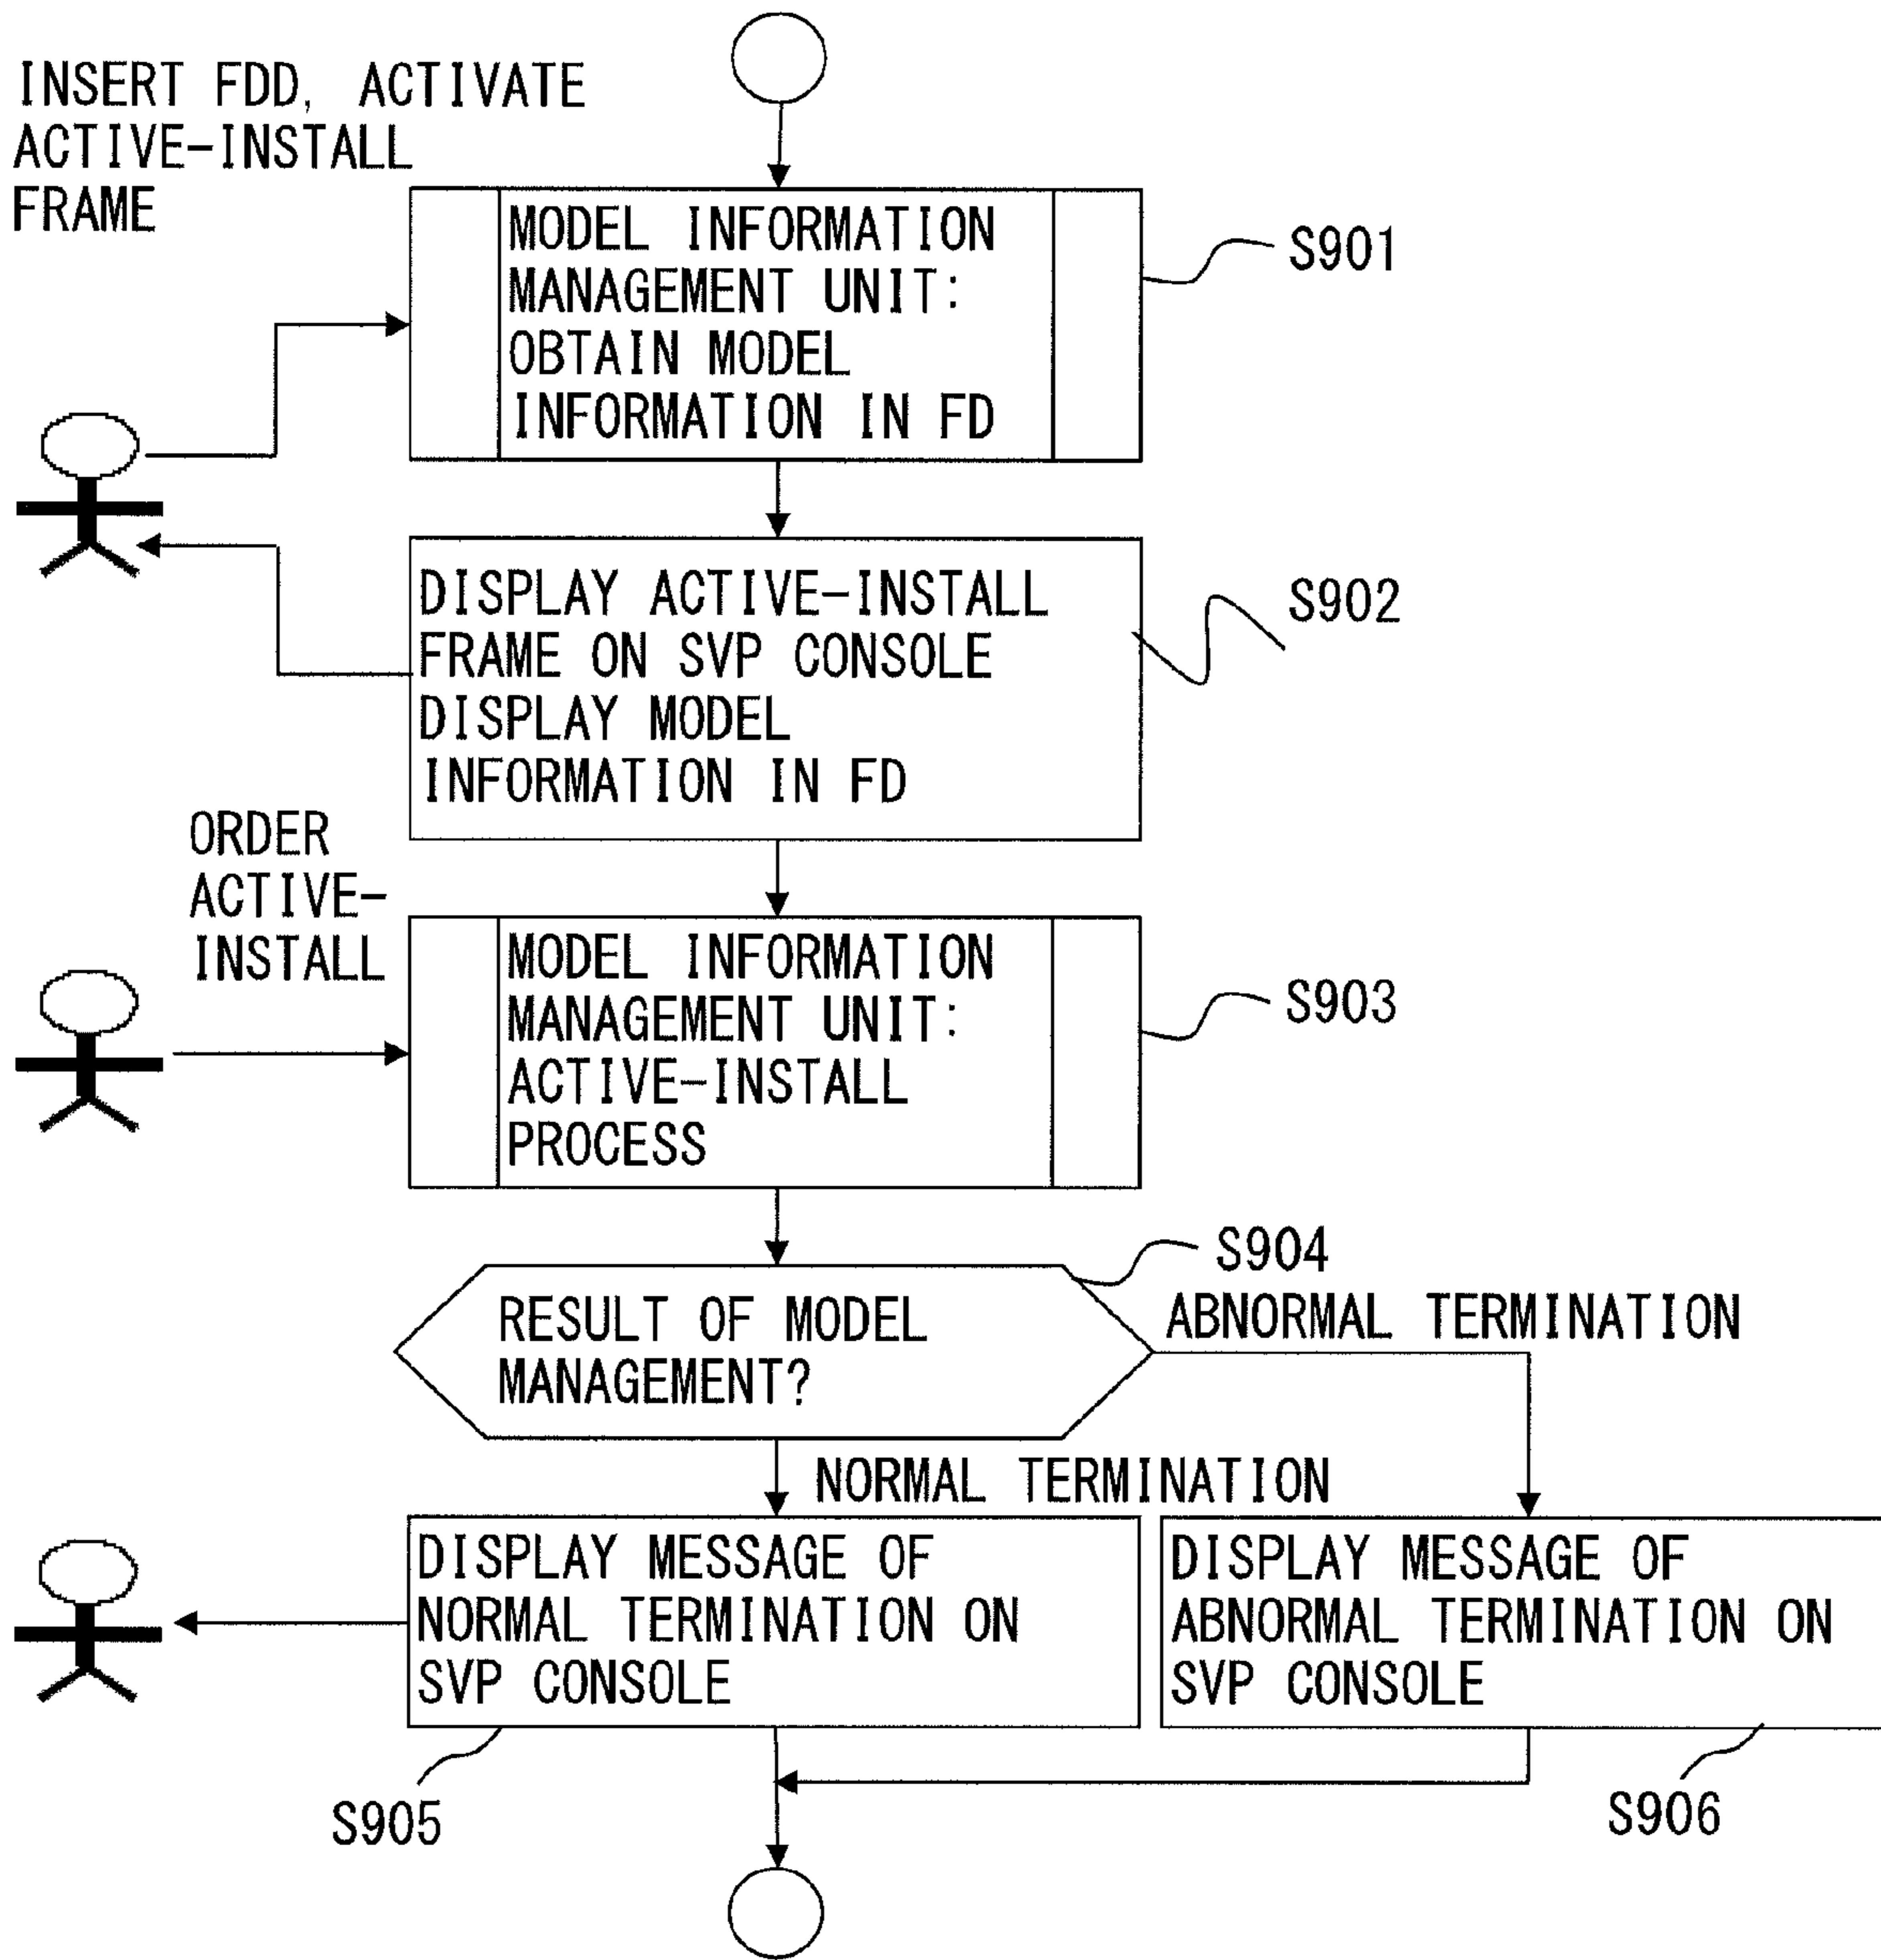 INSERT FDD, ACTIVATE
ACTIVE-INSTALL
FRAME
MODEL INFORMATION
MANAGEMENT UNIT:
OBTAIN MODEL
INFORMATION IN FD
S901
DISPLAY ACTIVE-INSTALL
FRAME ON SVP CONSOLE
DISPLAY MODEL
INFORMATION IN FD
S902
ORDER
ACTIVE-
INSTALL
MODEL INFORMATION
MANAGEMENT UNIT:
ACTIVE-INSTALL
PROCESS
S903
S904
RESULT OF MODEL
MANAGEMENT?
ABNORMAL TERMINATION
NORMAL TERMINATION
DISPLAY MESSAGE OF
NORMAL TERMINATION ON
SVP CONSOLE
DISPLAY MESSAGE OF
ABNORMAL TERMINATION ON
SVP CONSOLE
S905
S906